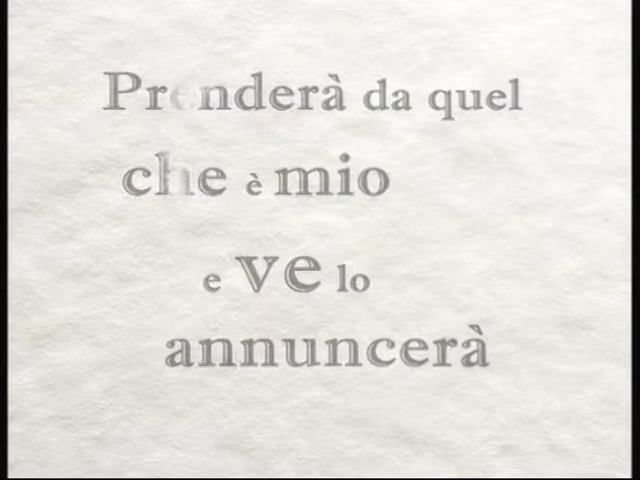 Prenderà da quel
che è mio
e ve lo
annuncerà